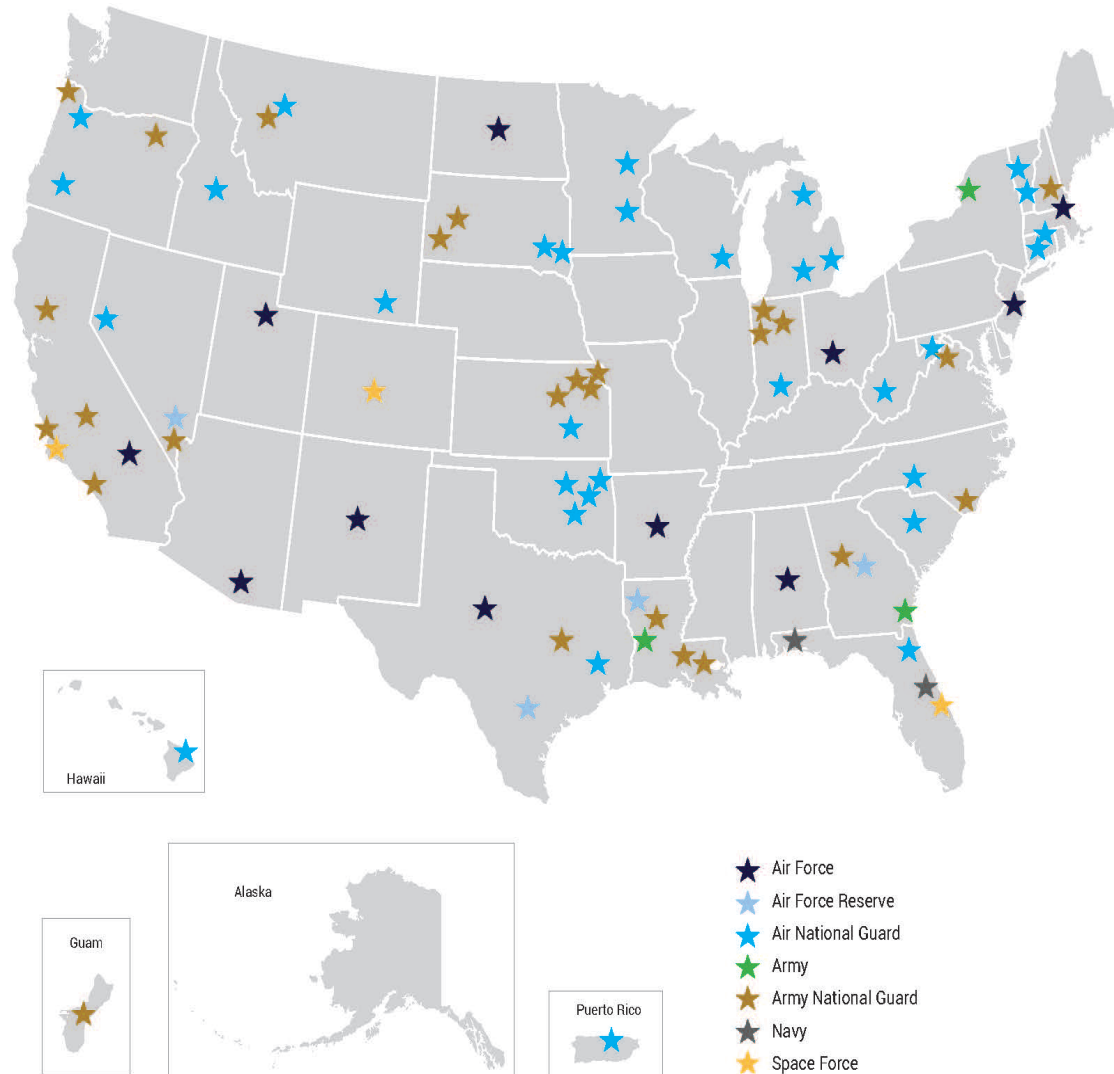 Hawaii
Alaska
Guam
Puerto Rico
Air Force
Air Force Reserve
Air National Guard
Army
Army National Guard
Navy
Space Force